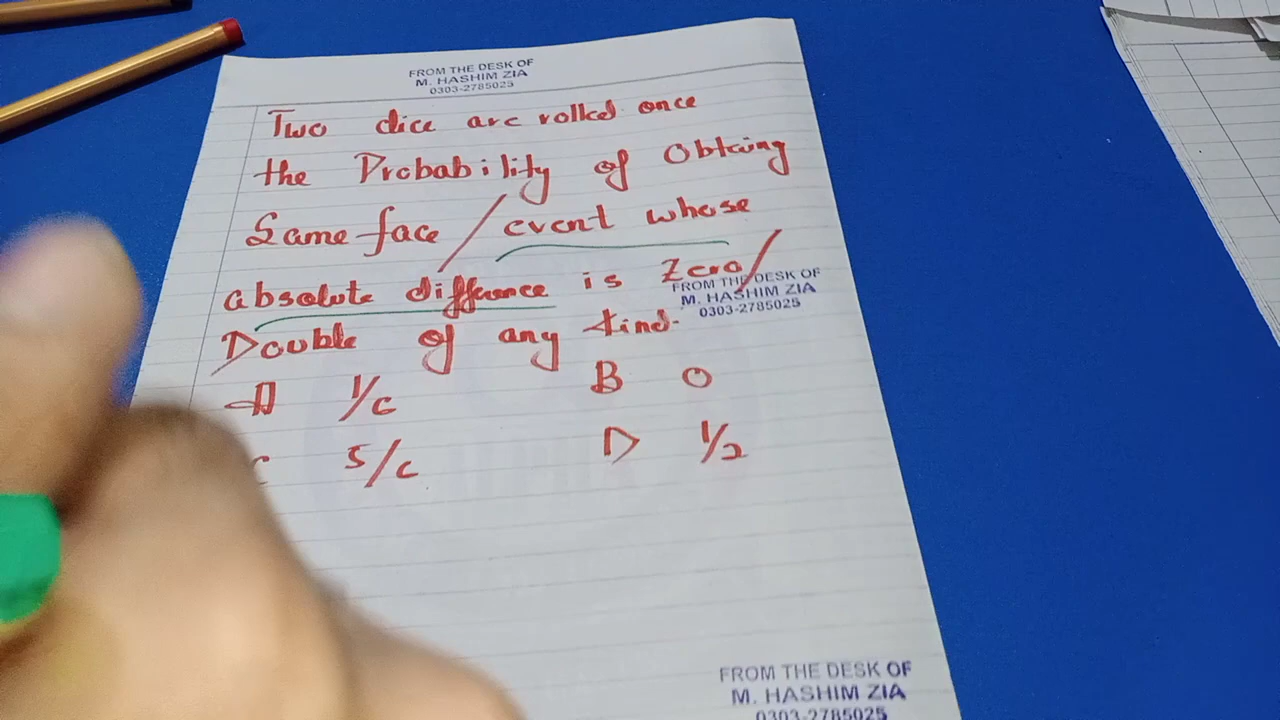 FROM THE DESK OF
M. HASHIM ZIA
0303-2785025
Two dice are rolled once
the Probability of Obtaing
Same face / event whose
absolute difference is Zero/
FROM THE DESK OF
M. HASHIM ZIA
0303-2785025
Double of any kind.
A 1/6 B 0
C 5/6 D 1/2
FROM THE DESK OF
M. HASHIM ZIA
0303-2785025